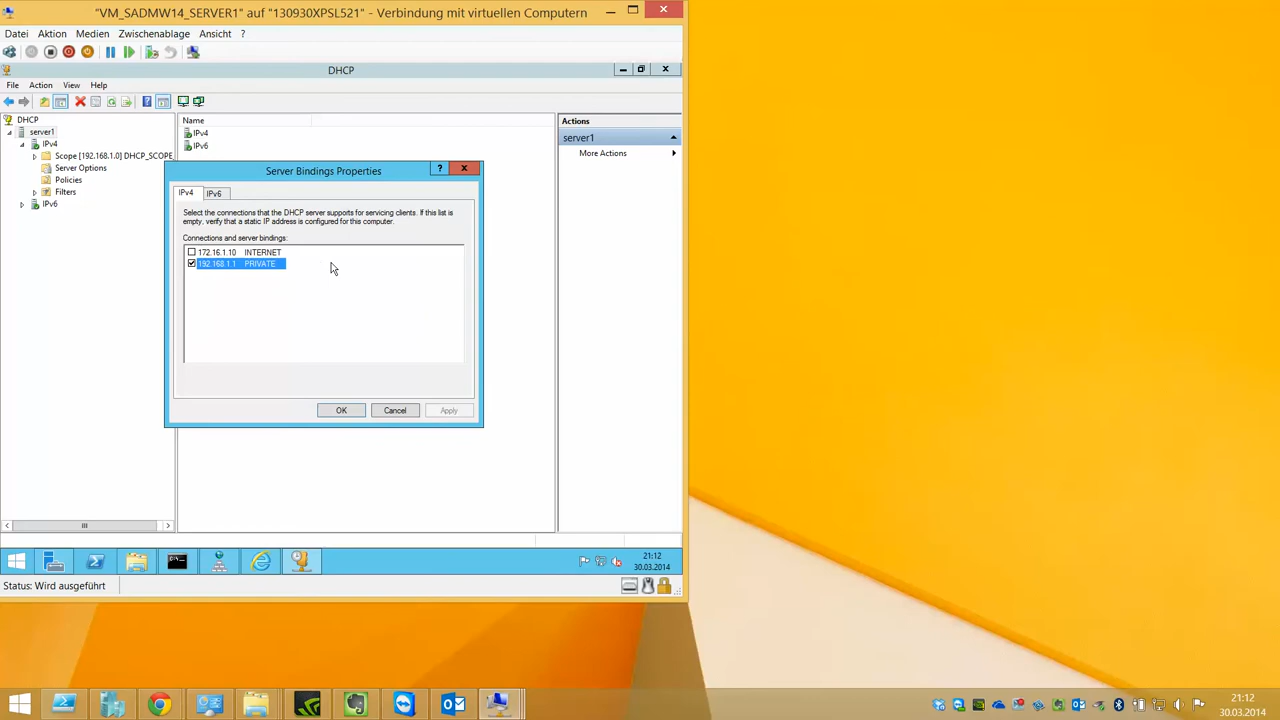 "VM_SADMW14_SERVER1" auf "130930XPSL521" - Verbindung mit virtuellen Computern
Datei Aktion Medien Zwischenablage Ansicht ?
DHCP
File Action View Help
DHCP
server1
IPv4
Scope [192.168.1.0] DHCP_SCOPE_
Server Options
Policies
Filters
IPv6
Name
IPv4
IPv6
Actions
server1
More Actions
Server Bindings Properties
?
IPv4 IPv6
Select the connections that the DHCP server supports for servicing clients. If this list is
empty, verify that a static IP address is configured for this computer.
Connections and server bindings:
172.16.1.10 INTERNET
192.168.1.1 PRIVATE
OK Cancel Apply
21:12
30.03.2014
Status: Wird ausgeführt
21:12
30.03.2014